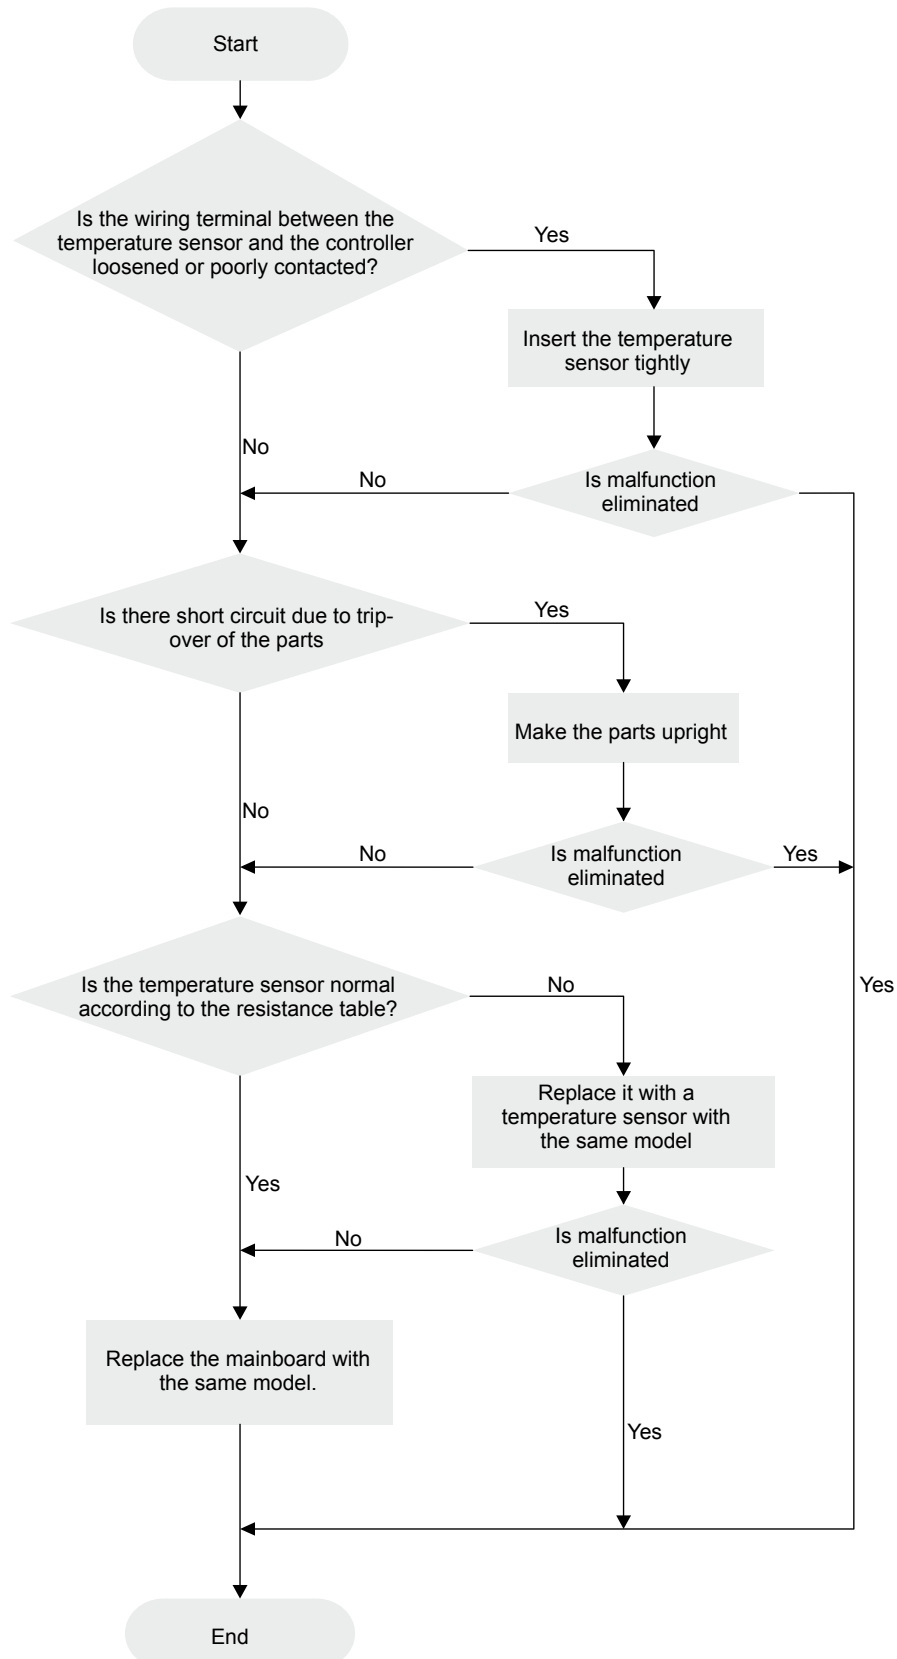 Start
Is the wiring terminal between the
temperature sensor and the controller
loosened or poorly contacted?
Yes
Insert the temperature
sensor tightly
No
No
Is malfunction
eliminated
Is there short circuit due to trip-
over of the parts
Yes
Make the parts upright
No
No
Is malfunction
eliminated
Yes
Is the temperature sensor normal
according to the resistance table?
No
Yes
Replace it with a
temperature sensor with
the same model
Yes
No
Is malfunction
eliminated
Replace the mainboard with
the same model.
Yes
End